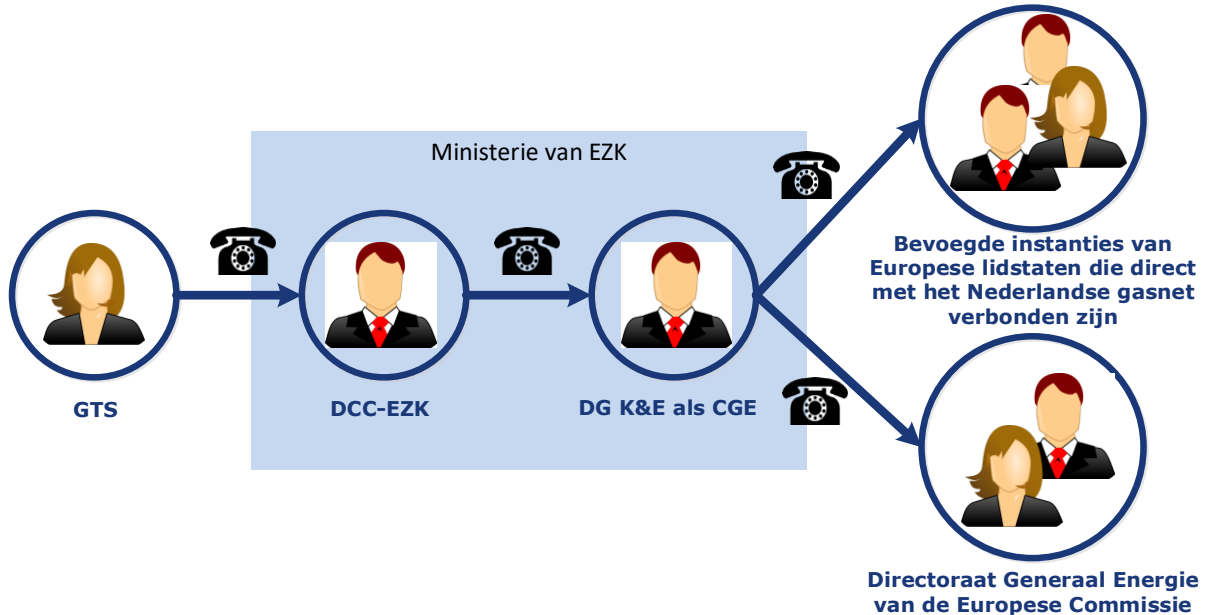 Ministerie van EZK
GTS
DCC-EZK
DG K&E als CGE
Bevoegde instanties van
Europese lidstaten die direct
met het Nederlandse gasnet
verbonden zijn
Directoraat Generaal Energie
van de Europese Commissie